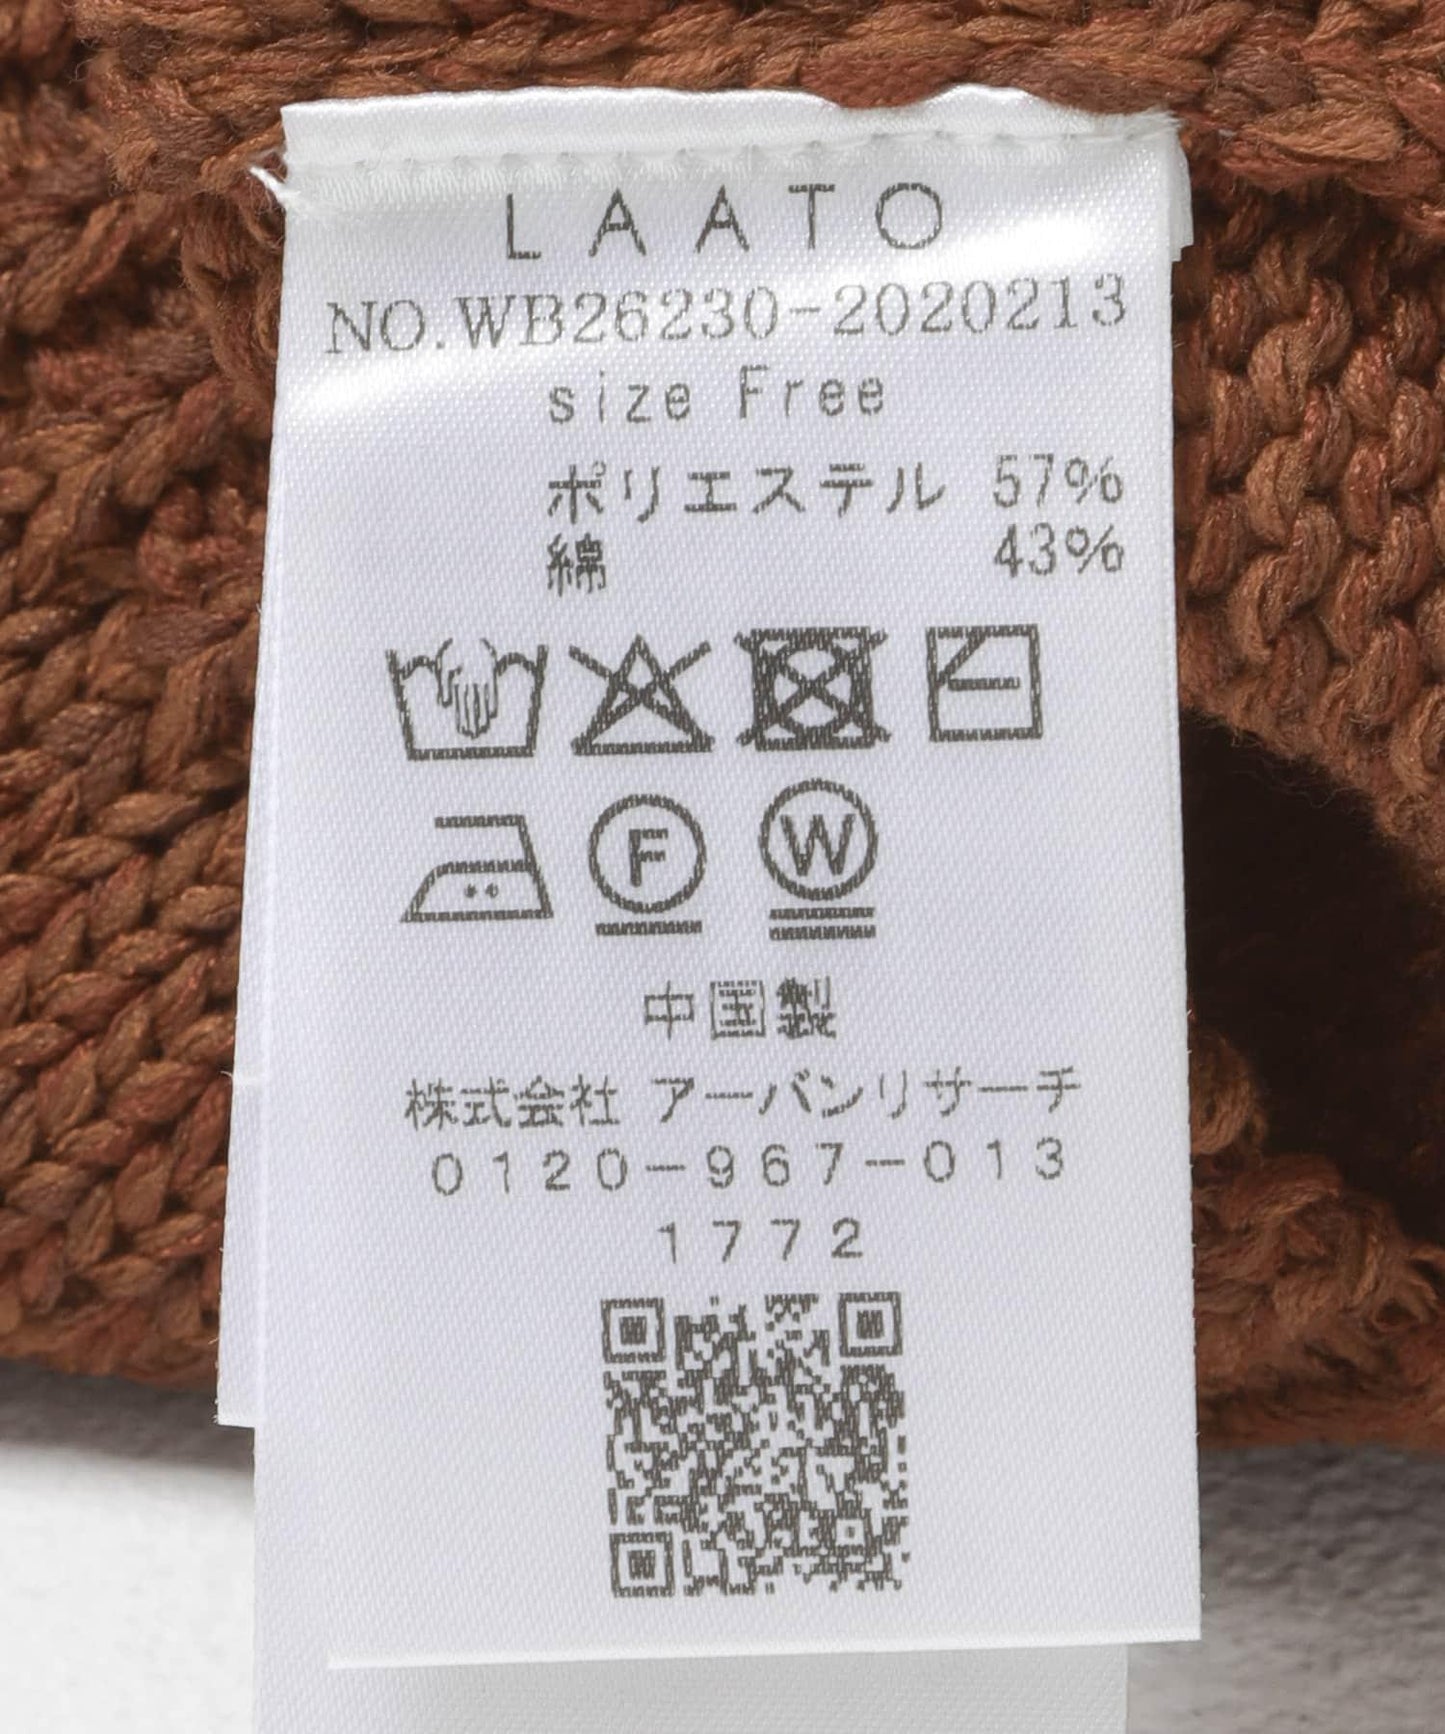 LAATO
NO.WB26230-2020213
size Free
ポリエステル 57%
綿 43%
F W
中国製
株式会社 アーバンリサーチ
0120-967-013
1772